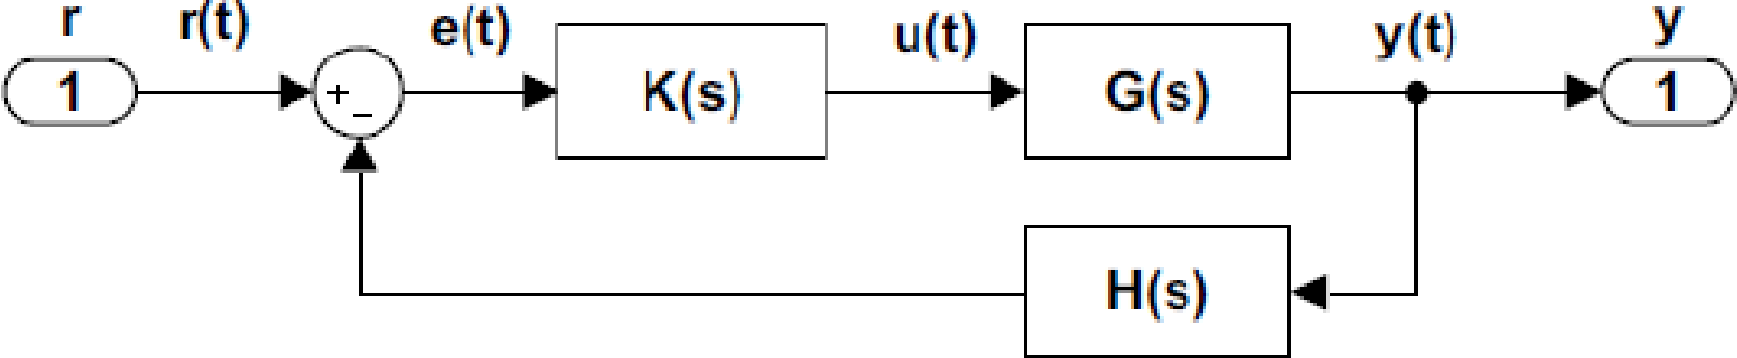 r
r(t)
e(t)
u(t)
y(t)
y
1
+
−
K(s)
G(s)
1
H(s)